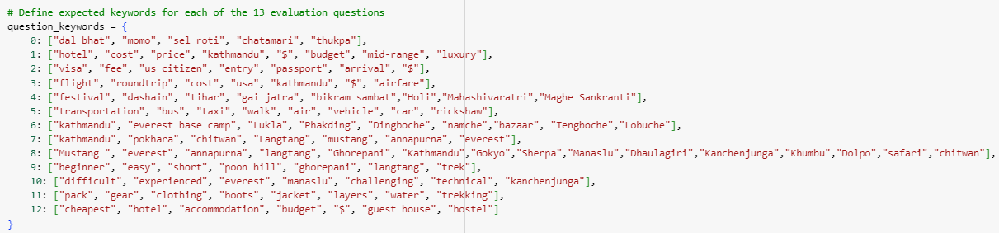 # Define expected keywords for each of the 13 evaluation questions
question_keywords = {
    0: ["dal bhat", "momo", "sel roti", "chatamari", "thukpa"],
    1: ["hotel", "cost", "price", "kathmandu", "$", "budget", "mid-range", "luxury"],
    2: ["visa", "fee", "us citizen", "entry", "passport", "arrival", "$"],
    3: ["flight", "roundtrip", "cost", "usa", "kathmandu", "$", "airfare"],
    4: ["festival", "dashain", "tihar", "gai jatra", "bikram sambat","Holi","Mahashivaratri","Maghe Sankranti"],
    5: ["transportation", "bus", "taxi", "walk", "air", "vehicle", "car", "rickshaw"],
    6: ["kathmandu", "everest base camp", "Lukla", "Phakding", "Dingboche", "namche","bazaar", "Tengboche","Lobuche"],
    7: ["kathmandu", "pokhara", "chitwan", "Langtang", "mustang", "annapurna", "everest"],
    8: ["Mustang ", "everest", "annapurna", "langtang", "Ghorepani", "Kathmandu","Gokyo","Sherpa","Manaslu","Dhaulagiri","Kanchenjunga","Khumbu","Dolpo","safari","chitwan"],
    9: ["beginner", "easy", "short", "poon hill", "ghorepani", "langtang", "trek"],
    10: ["difficult", "experienced", "everest", "manaslu", "challenging", "technical", "kanchenjunga"],
    11: ["pack", "gear", "clothing", "boots", "jacket", "layers", "water", "trekking"],
    12: ["cheapest", "hotel", "accommodation", "budget", "$", "guest house", "hostel"]
}